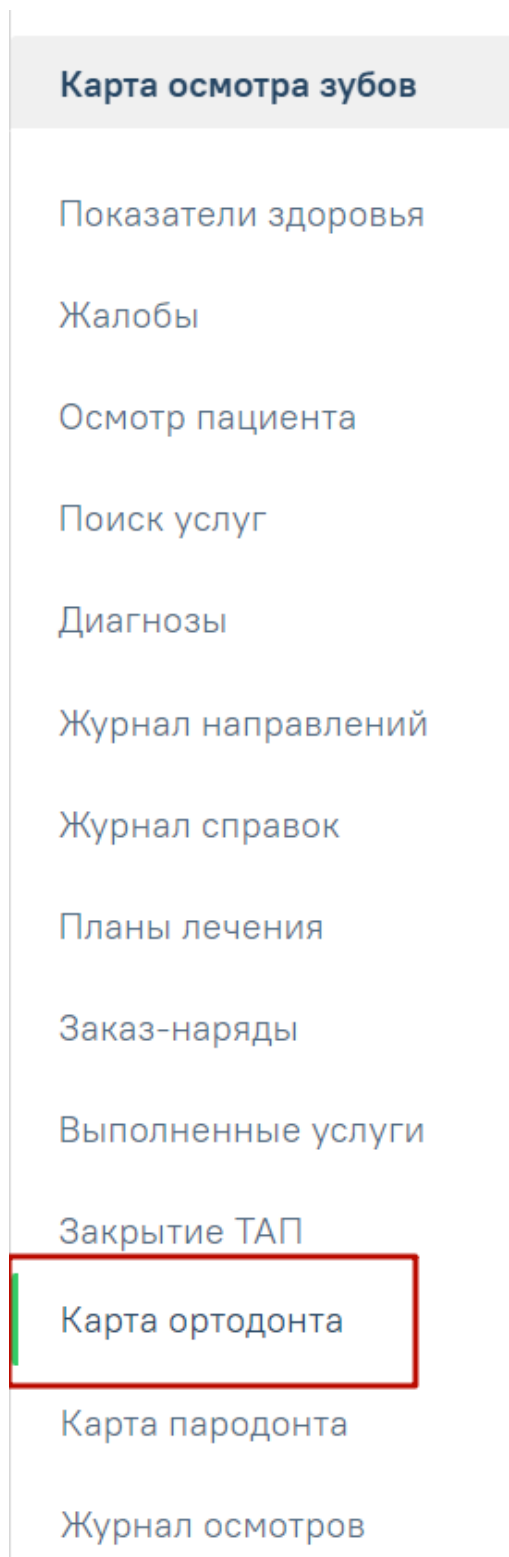 Карта осмотра зубов
Показатели здоровья
Жалобы
Осмотр пациента
Поиск услуг
Диагнозы
Журнал направлений
Журнал справок
Планы лечения
Заказ-наряды
Выполненные услуги
Закрытие ТАП
Карта ортодонта
Карта пародонта
Журнал осмотров